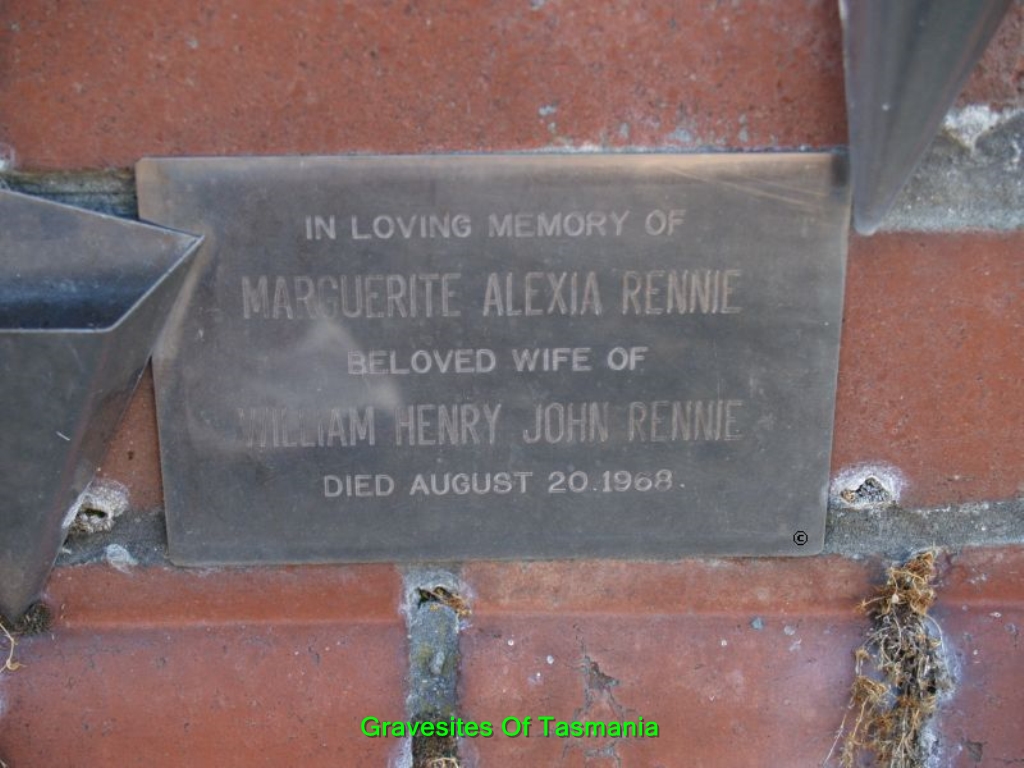 IN LOVING MEMORY OF
MARGUERITE ALEXIA RENNIE
BELOVED WIFE OF
WILLIAM HENRY JOHN RENNIE
DIED AUGUST 20.1968.
©
Gravesites Of Tasmania